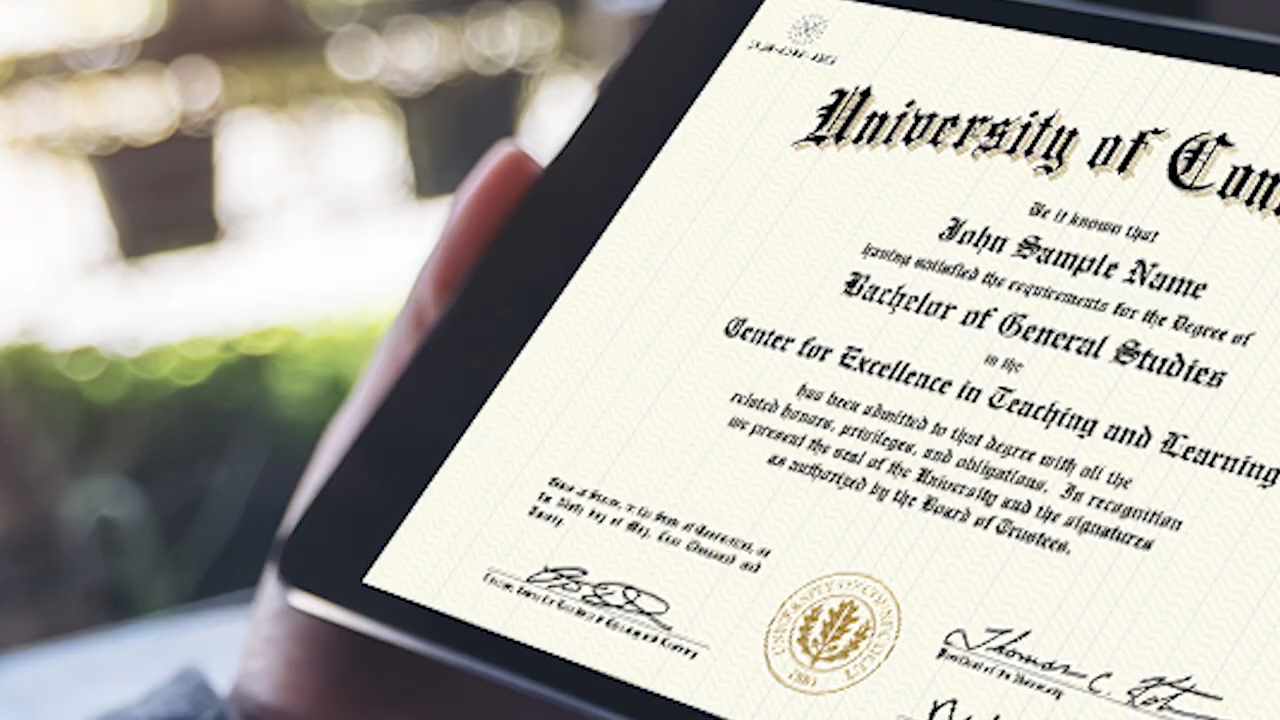 University of Con
Be it known that
John Sample Name
having satisfied the requirements for the Degree of
Bachelor of General Studies
in the
Center for Excellence in Teaching and Learning
has been admitted to that degree with all the
related honors, privileges, and obligations. In recognition
we present the seal of the University and the signatures
as authorized by the Board of Trustees.